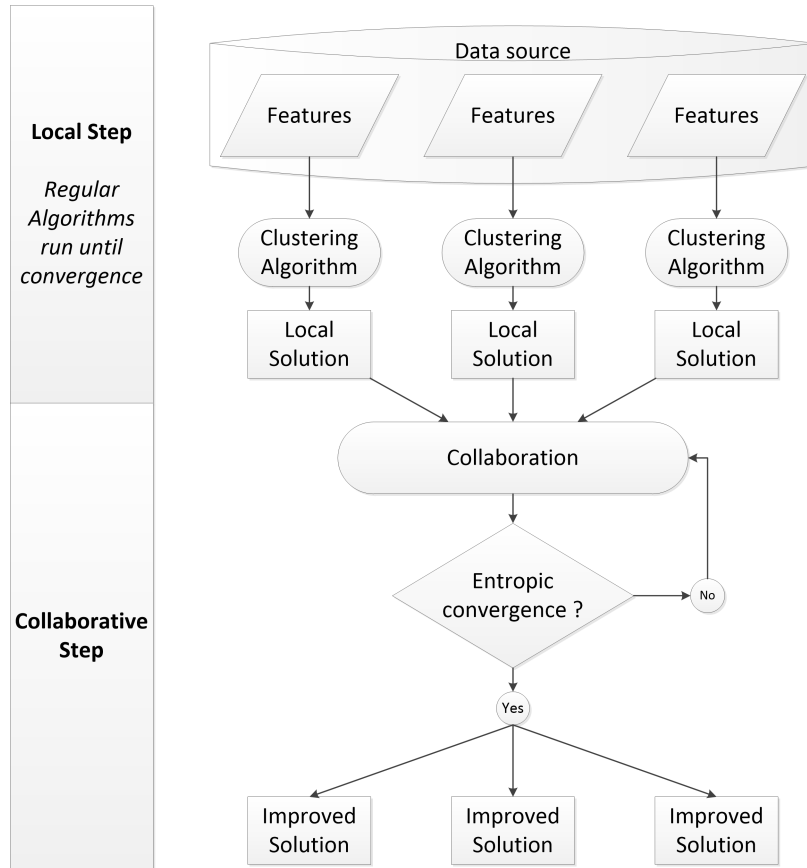 Local Step
Regular
Algorithms
run until
convergence
Data source
Features
Features
Features
Clustering
Algorithm
Clustering
Algorithm
Clustering
Algorithm
Local
Solution
Local
Solution
Local
Solution
Collaborative
Step
Collaboration
Entropic
convergence ?
No
Yes
Improved
Solution
Improved
Solution
Improved
Solution